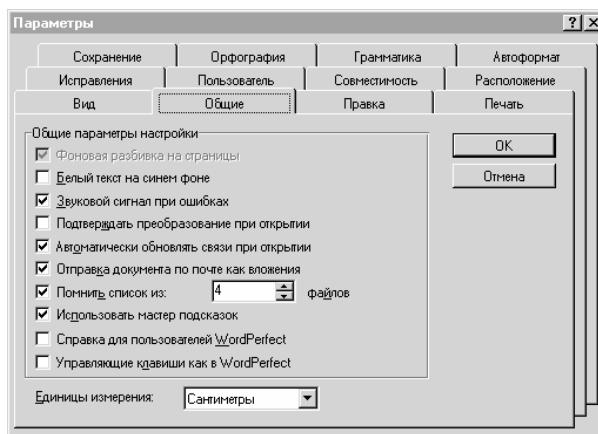 Параметры
Сохранение Орфография Грамматика Автоформат
Исправления Пользователь Совместимость Расположение
Вид Общие Правка Печать
Общие параметры настройки
Фоновая разбивка на страницы
Белый текст на синем фоне
Звуковой сигнал при ошибках
Подтверждать преобразование при открытии
Автоматически обновлять связи при открытии
Отправка документа по почте как вложения
Помнить список из: 4 файлов
Использовать мастер подсказок
Справка для пользователей WordPerfect
Управляющие клавиши как в WordPerfect
Единицы измерения: Сантиметры
OK
Отмена